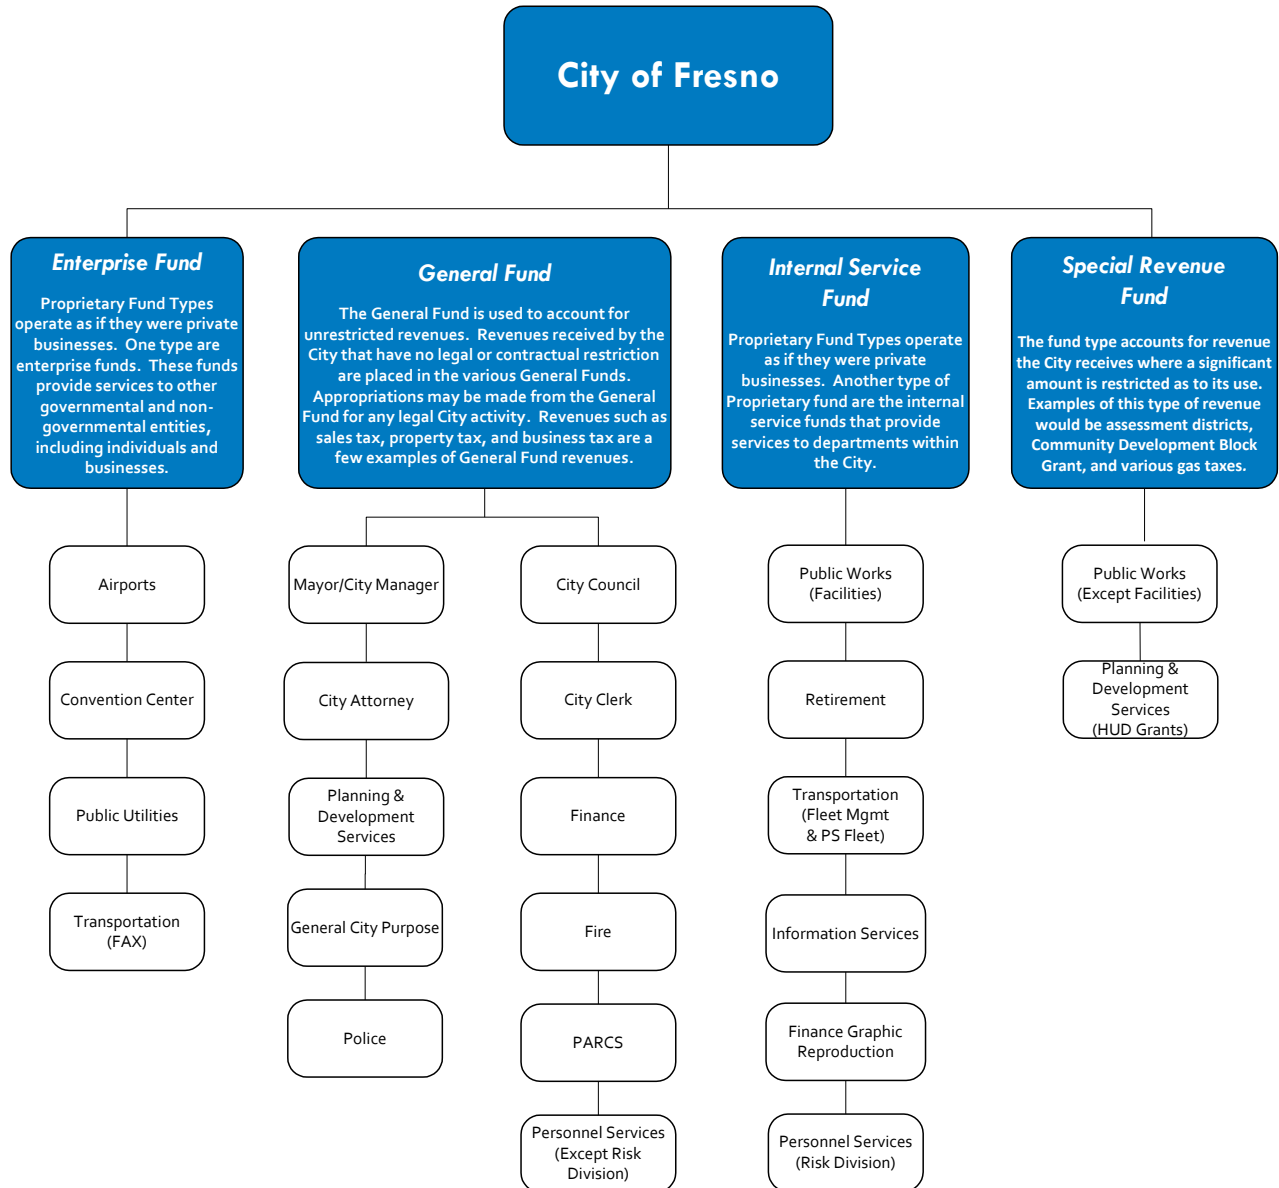 City of Fresno
Enterprise Fund
Proprietary Fund Types
operate as if they were private
businesses.  One type are
enterprise funds.  These funds
provide services to other
governmental and non-
governmental entities,
including individuals and
businesses.
General Fund
The General Fund is used to account for
unrestricted revenues.  Revenues received by the
City that have no legal or contractual restriction
are placed in the various General Funds.
Appropriations may be made from the General
Fund for any legal City activity.  Revenues such as
sales tax, property tax, and business tax are a
few examples of General Fund revenues.
Internal Service
Fund
Proprietary Fund Types operate
as if they were private
businesses.  Another type of
Proprietary fund are the internal
service funds that provide
services to departments within
the City.
Special Revenue
Fund
The fund type accounts for revenue
the City receives where a significant
amount is restricted as to its use.
Examples of this type of revenue
would be assessment districts,
Community Development Block
Grant, and various gas taxes.
Airports
Convention Center
Public Utilities
Transportation
(FAX)
Mayor/City Manager
City Attorney
Planning &
Development
Services
General City Purpose
Police
City Council
City Clerk
Finance
Fire
PARCS
Personnel Services
(Except Risk
Division)
Public Works
(Facilities)
Retirement
Transportation
(Fleet Mgmt
& PS Fleet)
Information Services
Finance Graphic
Reproduction
Personnel Services
(Risk Division)
Public Works
(Except Facilities)
Planning &
Development
Services
(HUD Grants)